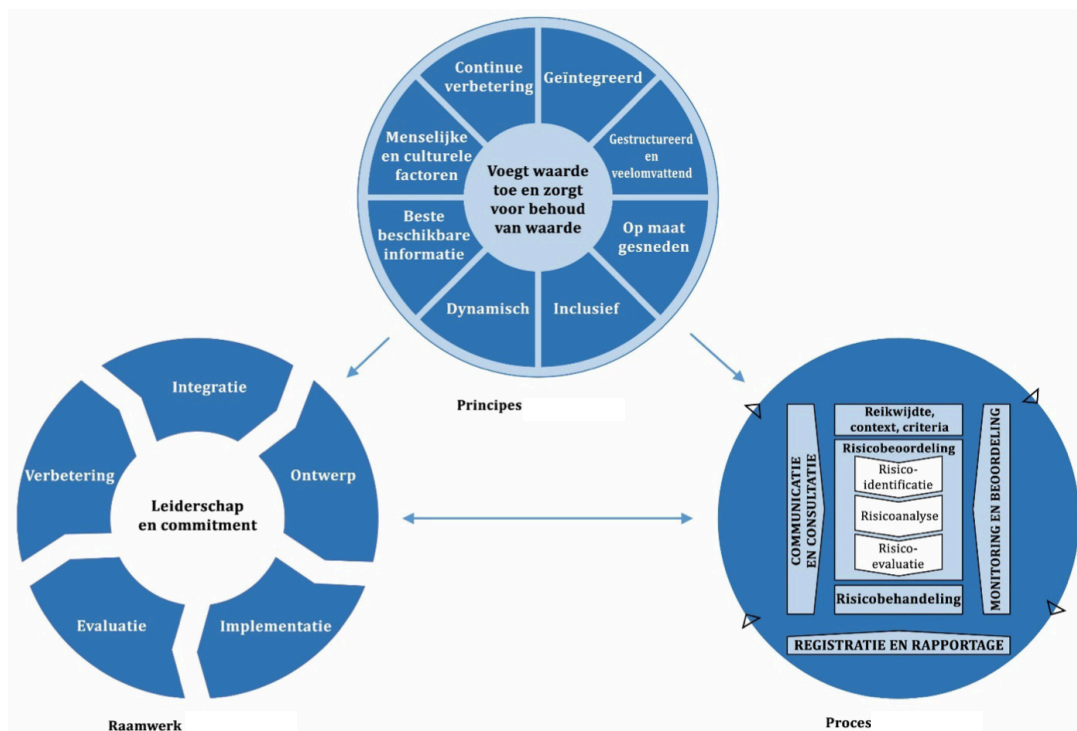 Continue
verbetering
Geïntegreerd
Menselijke
en culturele
factoren
Gestructureerd
en
veelomvattend
Voegt waarde
toe en zorgt
voor behoud
van waarde
Beste
beschikbare
informatie
Op maat
gesneden
Dynamisch
Inclusief
Principes
Integratie
Verbetering
Ontwerp
Leiderschap
en commitment
Evaluatie
Implementatie
Raamwerk
Reikwijdte,
context, criteria
Risicobeoordeling
Risico-
identificatie
Risicoanalyse
Risico-
evaluatie
Risicobehandeling
COMMUNICATIE
EN CONSULTATIE
MONITORING EN BEOORDELING
REGISTRATIE EN RAPPORTAGE
Proces